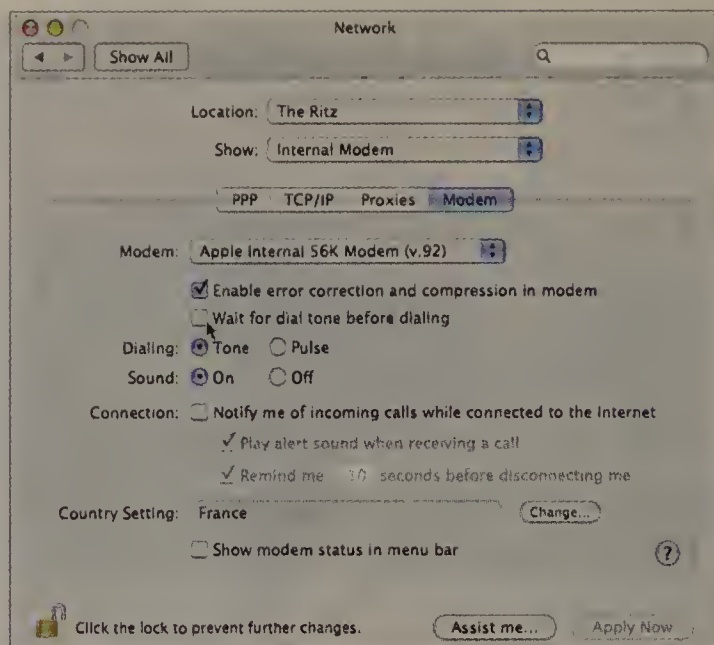 Network
Show All
Location: The Ritz
Show: Internal Modem
PPP TCP/IP Proxies Modem
Modem: Apple Internal 56K Modem (v.92)
Enable error correction and compression in modem
Wait for dial tone before dialing
Dialing: Tone Pulse
Sound: On Off
Connection: Notify me of incoming calls while connected to the Internet
Play alert sound when receiving a call
Remind me 30 seconds before disconnecting me
Country Setting: France Change...
Show modem status in menu bar ?
Click the lock to prevent further changes. Assist me... Apply Now